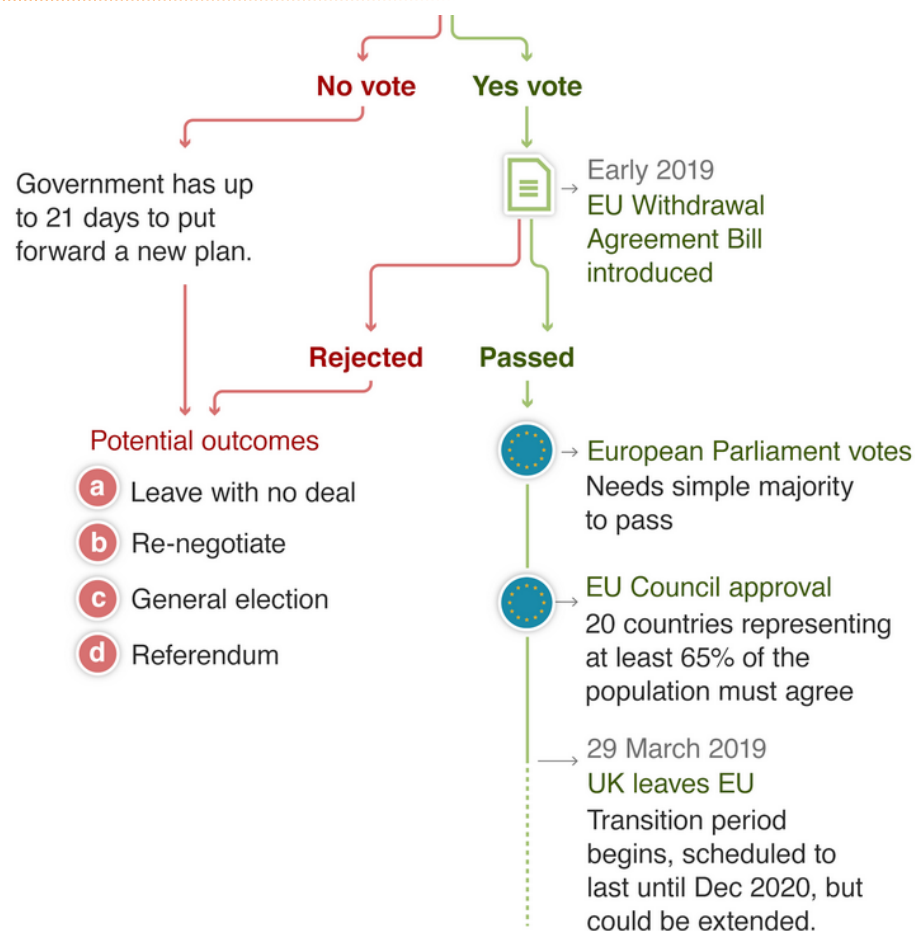 No vote
Yes vote
Government has up
to 21 days to put
forward a new plan.
Early 2019
EU Withdrawal
Agreement Bill
introduced
Rejected
Passed
Potential outcomes
a Leave with no deal
b Re-negotiate
c General election
d Referendum
European Parliament votes
Needs simple majority
to pass
EU Council approval
20 countries representing
at least 65% of the
population must agree
29 March 2019
UK leaves EU
Transition period
begins, scheduled to
last until Dec 2020, but
could be extended.